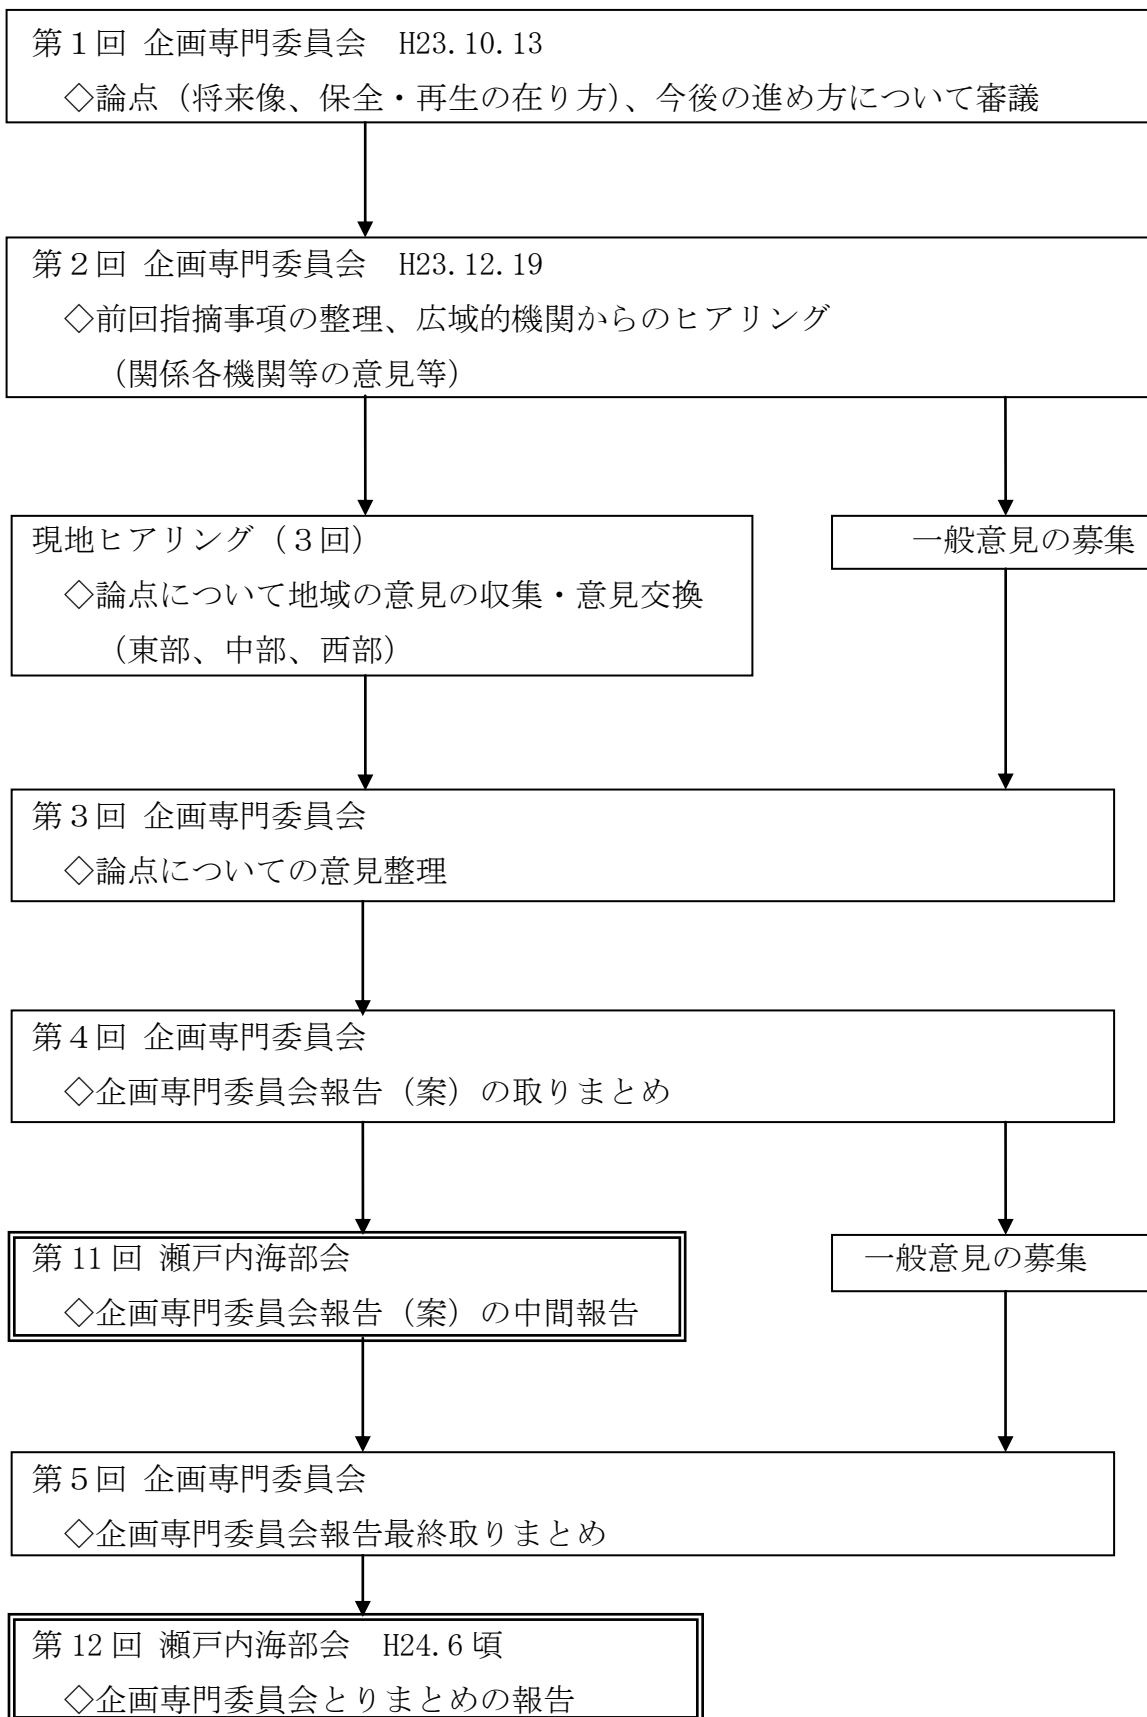 第１回 企画専門委員会　H23.10.13
◇論点（将来像、保全・再生の在り方）、今後の進め方について審議
第２回 企画専門委員会　H23.12.19
◇前回指摘事項の整理、広域的機関からのヒアリング
（関係各機関等の意見等）
現地ヒアリング（３回）
◇論点について地域の意見の収集・意見交換
（東部、中部、西部）
一般意見の募集
第３回 企画専門委員会
◇論点についての意見整理
第４回 企画専門委員会
◇企画専門委員会報告（案）の取りまとめ
第 11 回 瀬戸内海部会
◇企画専門委員会報告（案）の中間報告
一般意見の募集
第５回 企画専門委員会
◇企画専門委員会報告最終取りまとめ
第 12 回 瀬戸内海部会　H24.6 頃
◇企画専門委員会とりまとめの報告